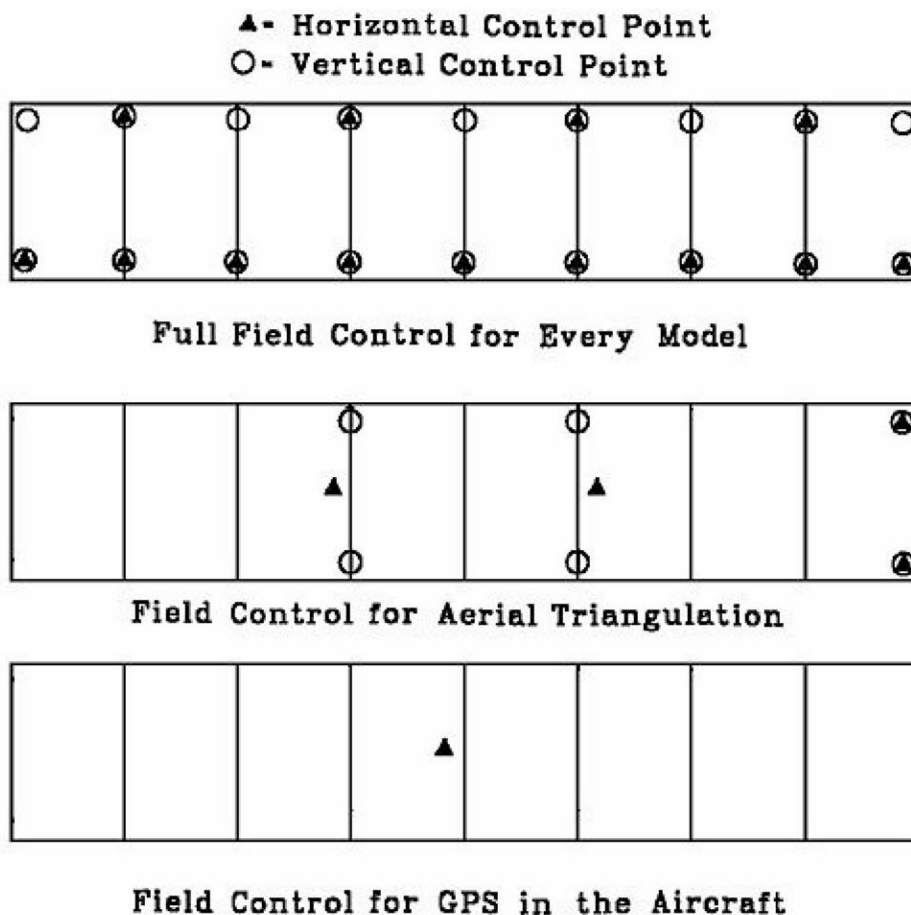 ▲- Horizontal Control Point
○- Vertical Control Point
Full Field Control for Every Model
Field Control for Aerial Triangulation
Field Control for GPS in the Aircraft